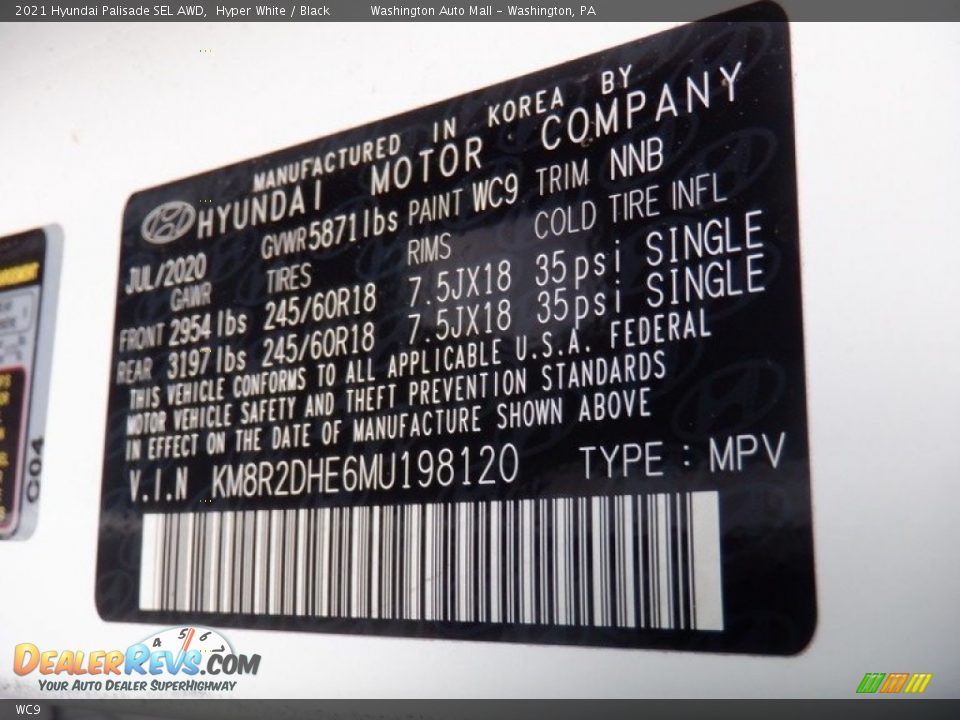 2021 Hyundai Palisade SEL AWD, Hyper White / Black Washington Auto Mall - Washington, PA
MANUFACTURED IN KOREA BY
HYUNDAI MOTOR COMPANY
JUL/2020 GVWR 5871lbs PAINT WC9 TRIM NNB
GAWR TIRES RIMS COLD TIRE INFL
FRONT 2954 lbs 245/60R18 7.5JX18 35psi SINGLE
REAR 3197 lbs 245/60R18 7.5JX18 35psi SINGLE
THIS VEHICLE CONFORMS TO ALL APPLICABLE U.S.A. FEDERAL
MOTOR VEHICLE SAFETY AND THEFT PREVENTION STANDARDS
IN EFFECT ON THE DATE OF MANUFACTURE SHOWN ABOVE
V.I.N KM8R2DHE6MU198120 TYPE : MPV
C04
4 5 6
DEALERREVS.COM
YOUR AUTO DEALER SUPERHIGHWAY
WC9